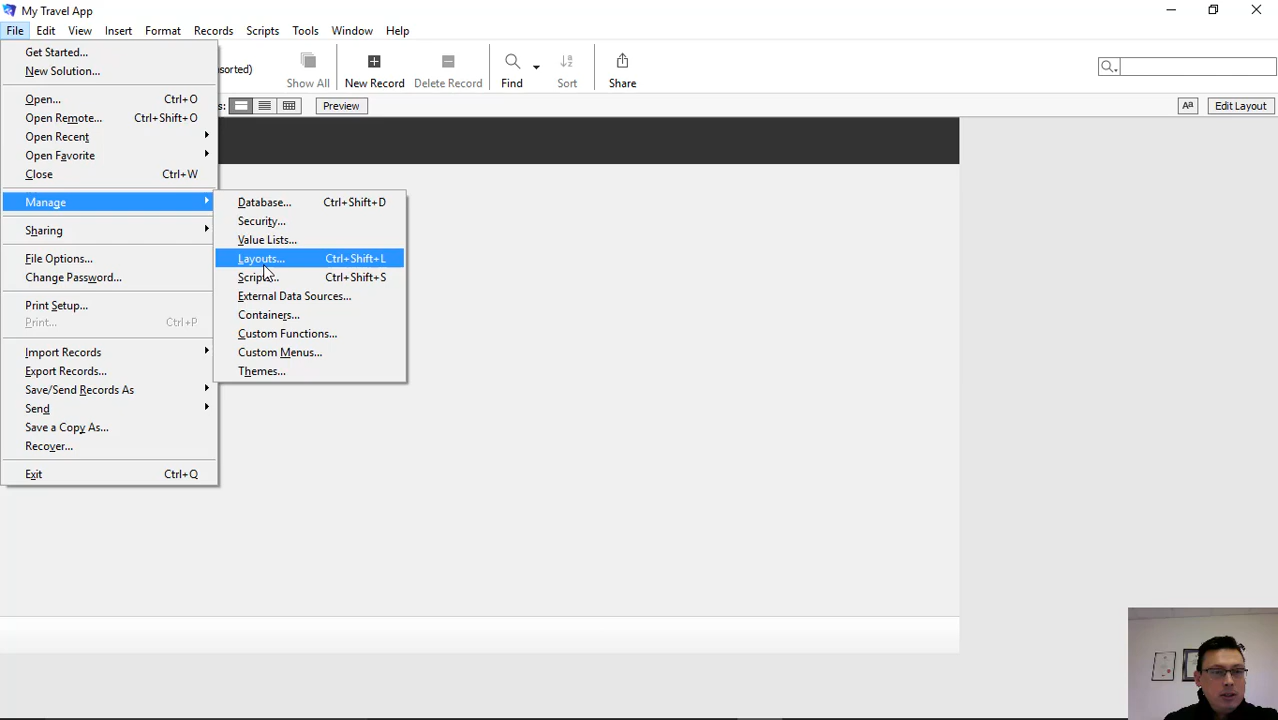 My Travel App
File Edit View Insert Format Records Scripts Tools Window Help
Get Started...
New Solution...
Open... Ctrl+O
Open Remote... Ctrl+Shift+O
Open Recent
Open Favorite
Close Ctrl+W
Manage
Sharing
File Options...
Change Password...
Print Setup...
Print... Ctrl+P
Import Records
Export Records...
Save/Send Records As
Send
Save a Copy As...
Recover...
Exit Ctrl+Q
Database... Ctrl+Shift+D
Security...
Value Lists...
Layouts... Ctrl+Shift+L
Scripts... Ctrl+Shift+S
External Data Sources...
Containers...
Custom Functions...
Custom Menus...
Themes...
Show All New Record Delete Record Find Sort Share
Preview Aa Edit Layout